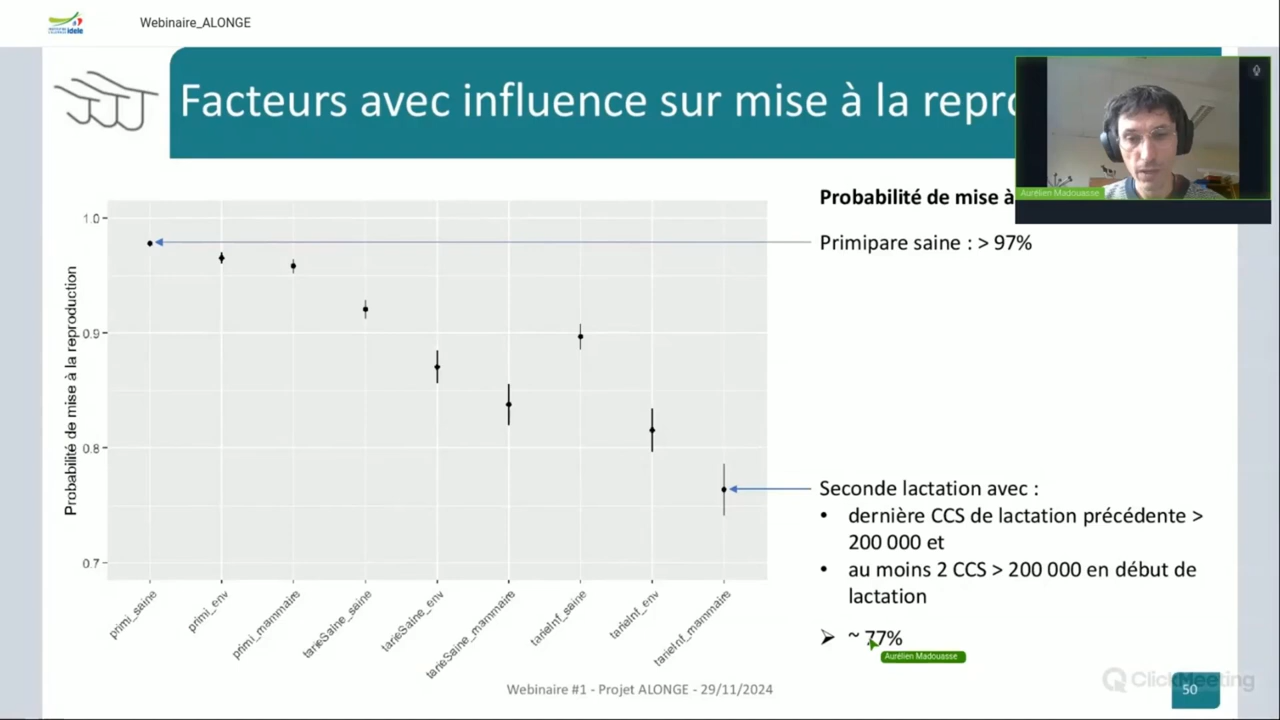 Webinaire_ALONGE
idele
Facteurs avec influence sur mise à la repro
Aurélien Madouasse
Probabilité de mise à
Primipare saine : > 97%
1.0
0.9
0.8
0.7
Probabilité de mise à la reproduction
primi_saine
primi_env
primi_mammaire
tarieSaine_saine
tarieSaine_env
tarieSaine_mammaire
tarieInf_saine
tarieInf_env
tarieInf_mammaire
Seconde lactation avec :
• dernière CCS de lactation précédente >
200 000 et
• au moins 2 CCS > 200 000 en début de
lactation
➢ ~ 77%
Aurélien Madouasse
Webinaire #1 - Projet ALONGE - 29/11/2024
ClickMeeting
50